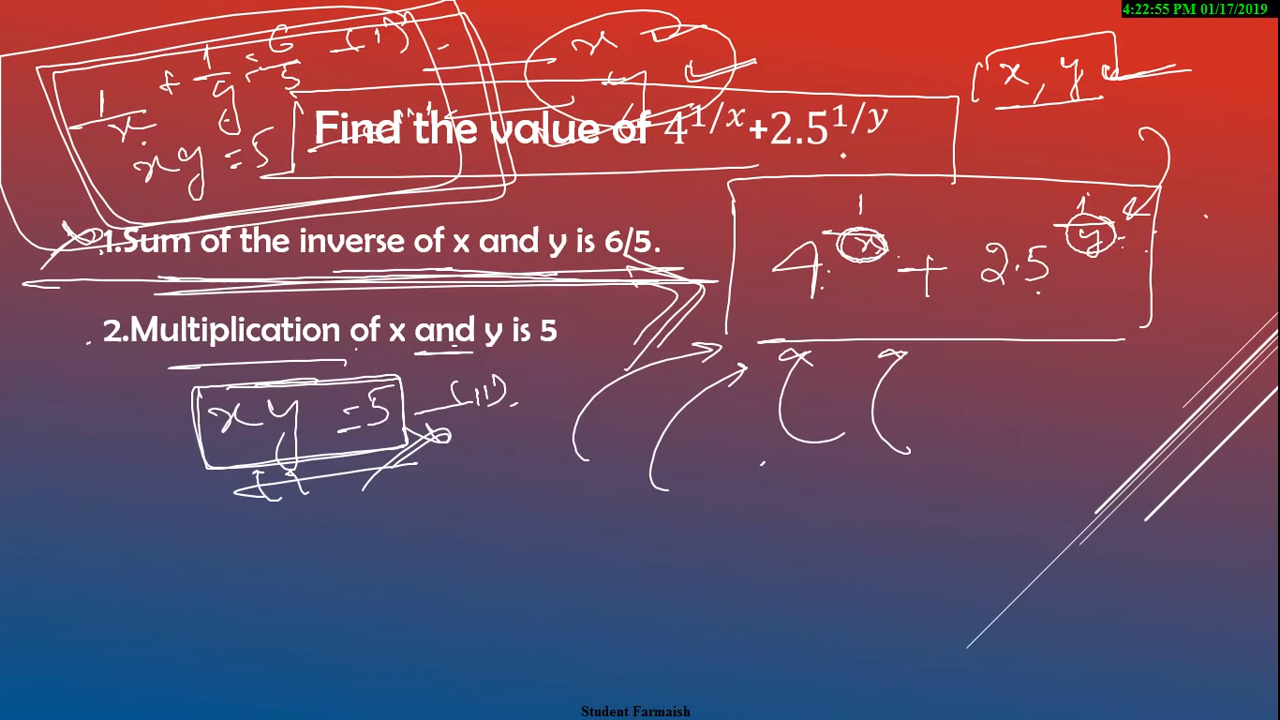 4:22:55 PM 01/17/2019
1/x + 1/y = 6/5
xy = 5
x
y
x, y
Find the value of 4^{1/x}+2.5^{1/y}
1.Sum of the inverse of x and y is 6/5.
4^{1/x} + 2.5^{1/y}
2.Multiplication of x and y is 5
xy = 5 —(11).
Student Farmaish